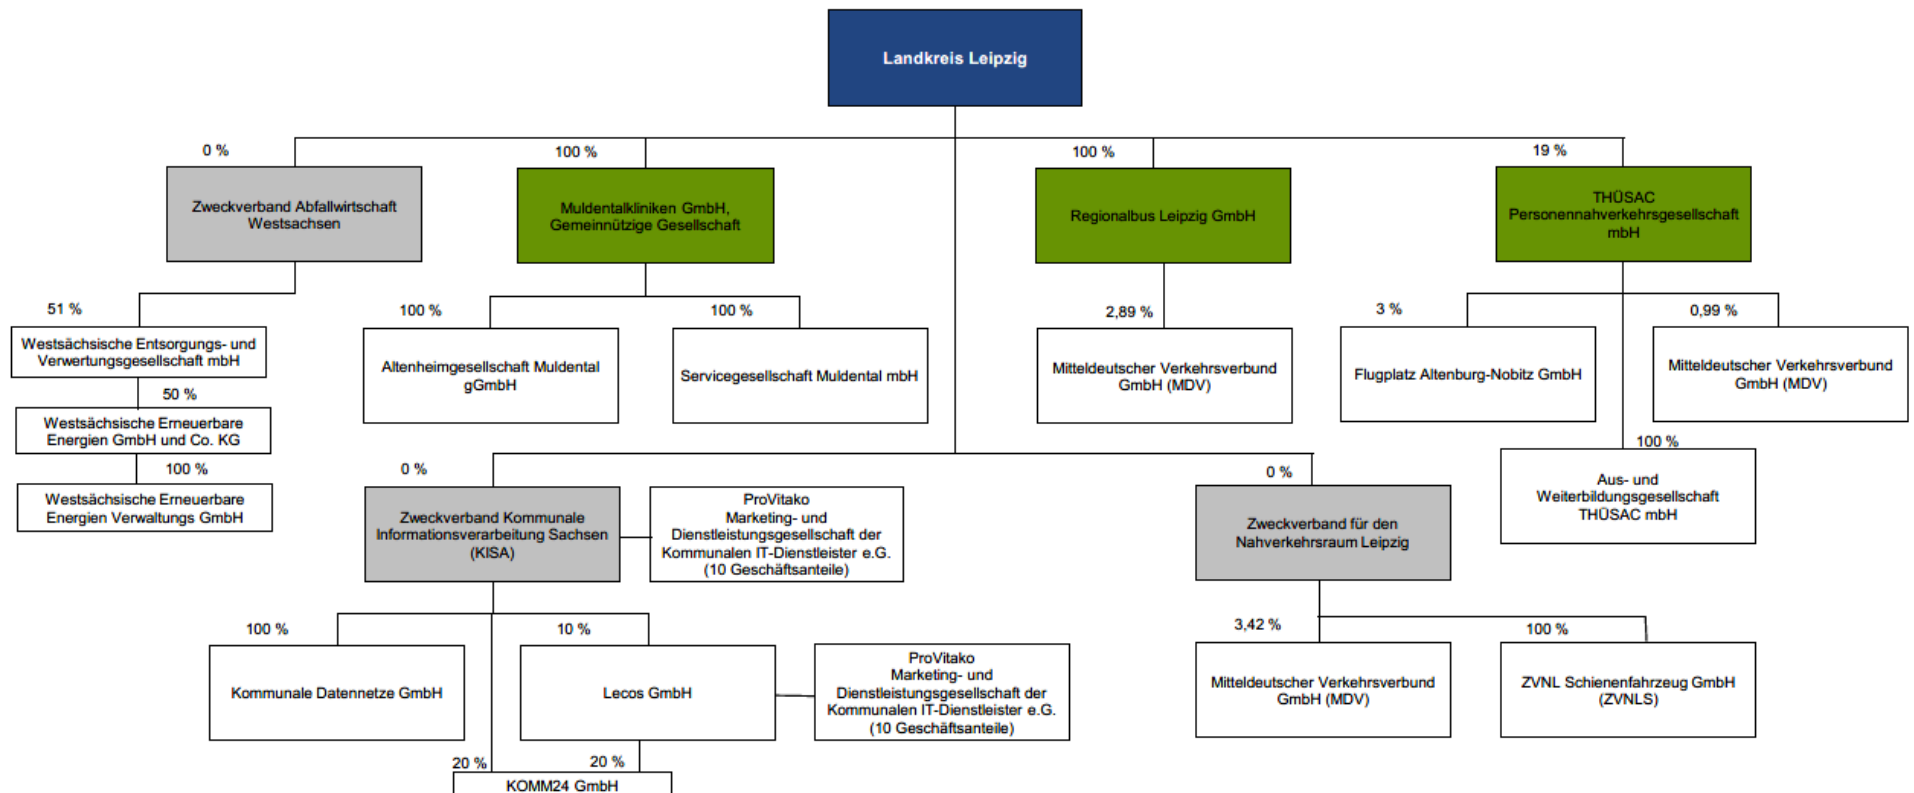 Landkreis Leipzig
0 %
100 %
100 %
19 %
Zweckverband Abfallwirtschaft
Westsachsen
Muldentalkliniken GmbH,
Gemeinnützige Gesellschaft
Regionalbus Leipzig GmbH
THÜSAC
Personennahverkehrsgesellschaft
mbH
51 %
100 %
100 %
2,89 %
3 %
0,99 %
Westsächsische Entsorgungs- und
Verwertungsgesellschaft mbH
Altenheimgesellschaft Muldental
gGmbH
Servicegesellschaft Muldental mbH
Mitteldeutscher Verkehrsverbund
GmbH (MDV)
Flugplatz Altenburg-Nobitz GmbH
Mitteldeutscher Verkehrsverbund
GmbH (MDV)
50 %
Westsächsische Erneuerbare
Energien GmbH und Co. KG
100 %
Westsächsische Erneuerbare
Energien Verwaltungs GmbH
100 %
Aus- und
Weiterbildungsgesellschaft
THÜSAC mbH
0 %
0 %
Zweckverband Kommunale
Informationsverarbeitung Sachsen
(KISA)
ProVitako
Marketing- und
Dienstleistungsgesellschaft der
Kommunalen IT-Dienstleister e.G.
(10 Geschäftsanteile)
Zweckverband für den
Nahverkehrsraum Leipzig
100 %
10 %
3,42 %
100 %
Kommunale Datennetze GmbH
Lecos GmbH
ProVitako
Marketing- und
Dienstleistungsgesellschaft der
Kommunalen IT-Dienstleister e.G.
(10 Geschäftsanteile)
Mitteldeutscher Verkehrsverbund
GmbH (MDV)
ZVNL Schienenfahrzeug GmbH
(ZVNLS)
20 %
20 %
KOMM24 GmbH